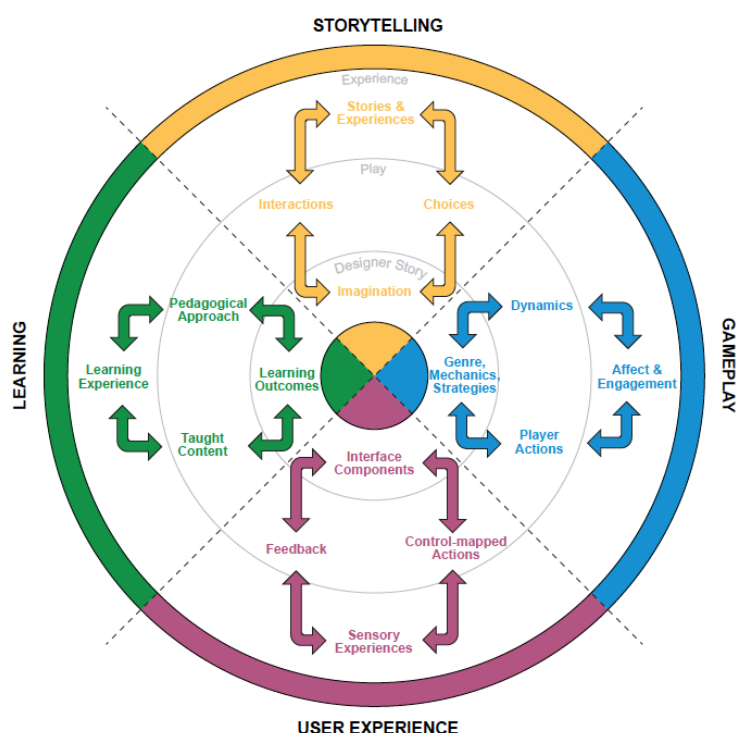 STORYTELLING
Experience
Stories &
Experiences
Play
Interactions
Choices
Designer Story
Imagination
LEARNING
Pedagogical
Approach
Learning
Experience
Learning
Outcomes
Taught
Content
Dynamics
Genre,
Mechanics,
Strategies
Affect &
Engagement
Player
Actions
GAMEPLAY
Interface
Components
Feedback
Control-mapped
Actions
Sensory
Experiences
USER EXPERIENCE